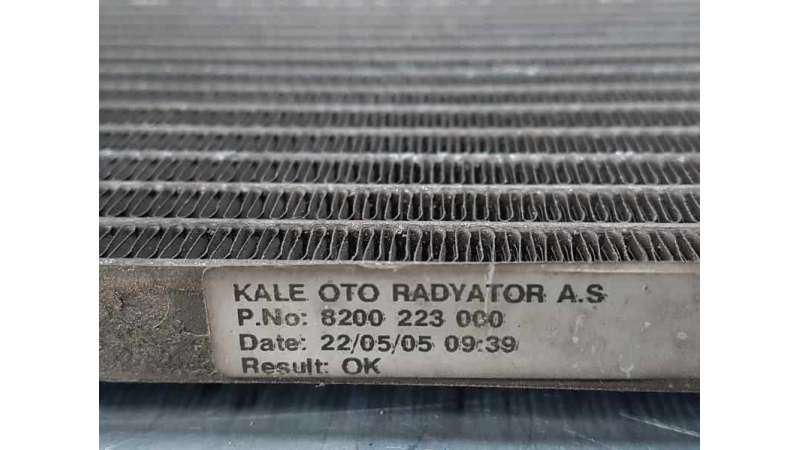 KALE OTO RADYATOR A.S
P.No: 8200 223 000
Date: 22/05/05 09:39
Result: OK